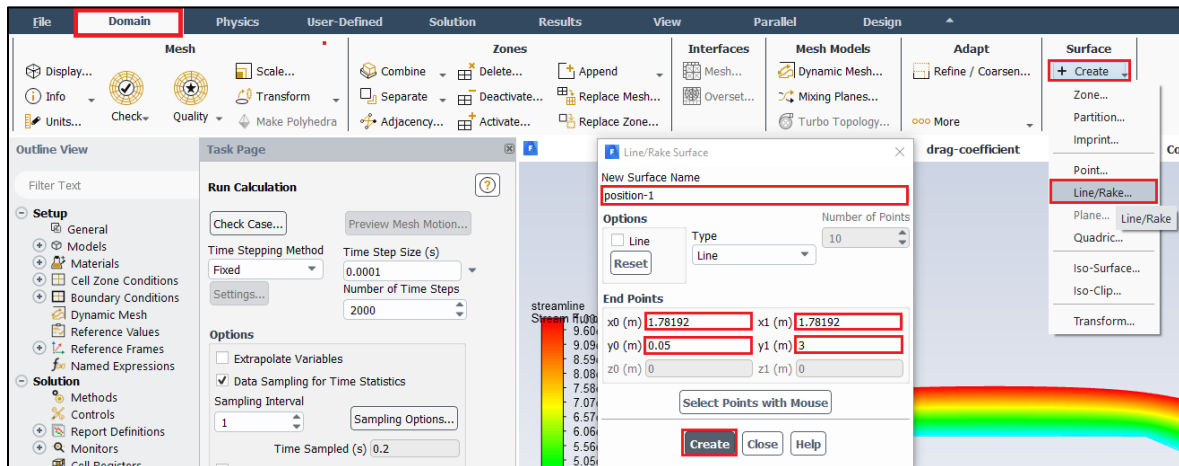 File Domain Physics User-Defined Solution Results View Parallel Design
Mesh Zones Interfaces Mesh Models Adapt Surface
Display... Scale... Combine Delete... Append Mesh... Dynamic Mesh... Refine / Coarsen... + Create
Info Transform Separate Deactivate... Replace Mesh... Overset... Mixing Planes...
Units... Check Quality Make Polyhedra Adjacency... Activate... Replace Zone... Turbo Topology... More
Zone...
Partition...
Imprint...
Point...
Line/Rake...
Plane... Line/Rake
Quadric...
Iso-Surface...
Iso-Clip...
Transform...
Outline View
Filter Text
Setup
General
Models
Materials
Cell Zone Conditions
Boundary Conditions
Dynamic Mesh
Reference Values
Reference Frames
Named Expressions
Solution
Methods
Controls
Report Definitions
Monitors
Cell Registers
Task Page
Run Calculation ?
Check Case... Preview Mesh Motion...
Time Stepping Method Time Step Size (s)
Fixed 0.0001
Settings... Number of Time Steps
2000
Options
Extrapolate Variables
Data Sampling for Time Statistics
Sampling Interval
1 Sampling Options...
Time Sampled (s) 0.2
Line/Rake Surface
New Surface Name
position-1
Options Number of Points
Line Type 10
Reset Line
End Points
x0 (m) 1.78192 x1 (m) 1.78192
y0 (m) 0.05 y1 (m) 3
z0 (m) 0 z1 (m) 0
Select Points with Mouse
Create Close Help
drag-coefficient
streamline
Stream